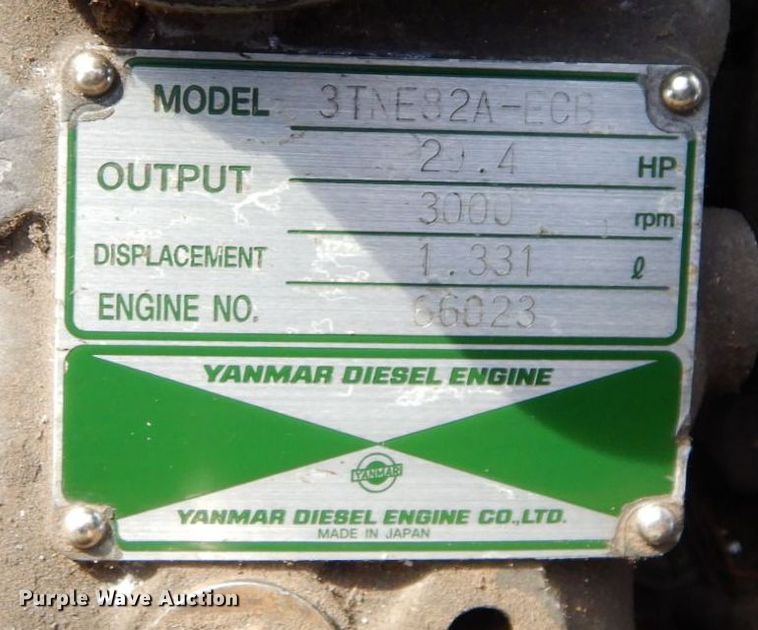 MODEL 3TNE82A-ECB
OUTPUT HP
3000 rpm
DISPLACEMENT 1.331 ℓ
ENGINE NO. 66023
YANMAR DIESEL ENGINE
YANMAR
YANMAR DIESEL ENGINE CO.,LTD.
MADE IN JAPAN
Purple Wave Auction